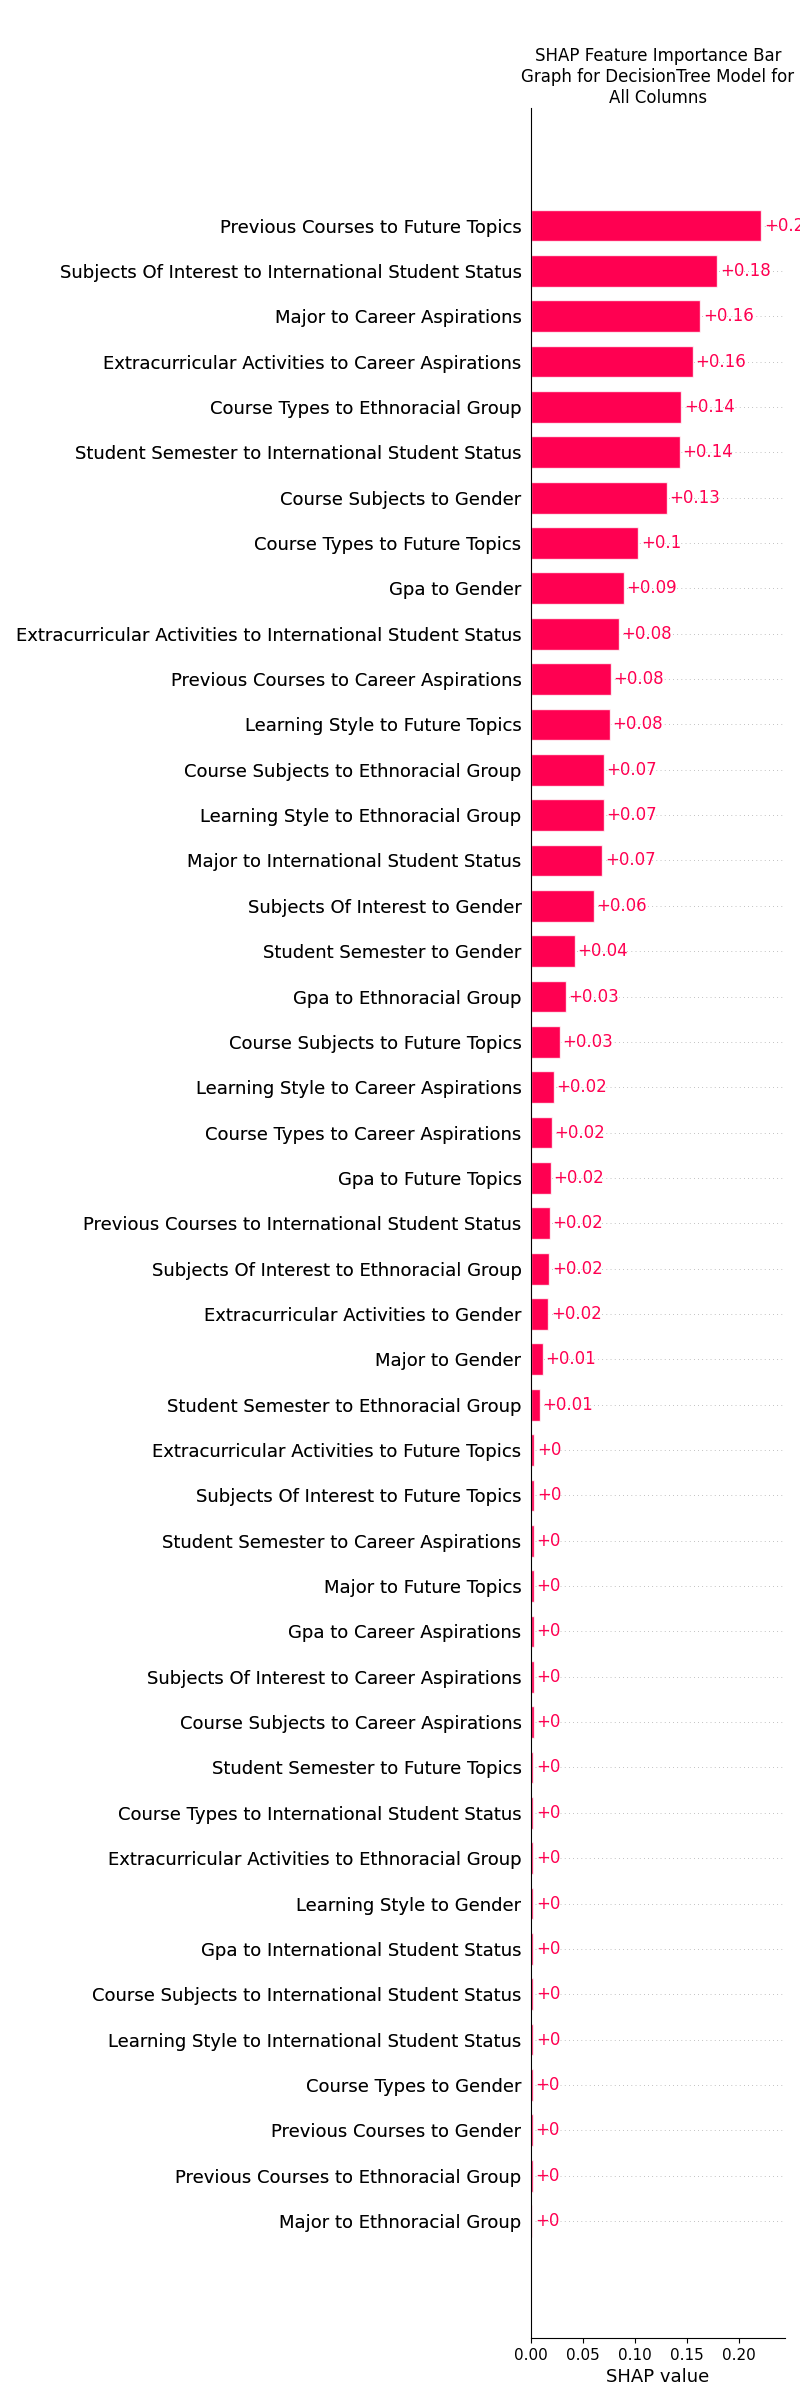 SHAP Feature Importance Bar
Graph for DecisionTree Model for
All Columns
Previous Courses to Future Topics +0.2
Subjects Of Interest to International Student Status +0.18
Major to Career Aspirations +0.16
Extracurricular Activities to Career Aspirations +0.16
Course Types to Ethnoracial Group +0.14
Student Semester to International Student Status +0.14
Course Subjects to Gender +0.13
Course Types to Future Topics +0.1
Gpa to Gender +0.09
Extracurricular Activities to International Student Status +0.08
Previous Courses to Career Aspirations +0.08
Learning Style to Future Topics +0.08
Course Subjects to Ethnoracial Group +0.07
Learning Style to Ethnoracial Group +0.07
Major to International Student Status +0.07
Subjects Of Interest to Gender +0.06
Student Semester to Gender +0.04
Gpa to Ethnoracial Group +0.03
Course Subjects to Future Topics +0.03
Learning Style to Career Aspirations +0.02
Course Types to Career Aspirations +0.02
Gpa to Future Topics +0.02
Previous Courses to International Student Status +0.02
Subjects Of Interest to Ethnoracial Group +0.02
Extracurricular Activities to Gender +0.02
Major to Gender +0.01
Student Semester to Ethnoracial Group +0.01
Extracurricular Activities to Future Topics +0
Subjects Of Interest to Future Topics +0
Student Semester to Career Aspirations +0
Major to Future Topics +0
Gpa to Career Aspirations +0
Subjects Of Interest to Career Aspirations +0
Course Subjects to Career Aspirations +0
Student Semester to Future Topics +0
Course Types to International Student Status +0
Extracurricular Activities to Ethnoracial Group +0
Learning Style to Gender +0
Gpa to International Student Status +0
Course Subjects to International Student Status +0
Learning Style to International Student Status +0
Course Types to Gender +0
Previous Courses to Gender +0
Previous Courses to Ethnoracial Group +0
Major to Ethnoracial Group +0
0.00 0.05 0.10 0.15 0.20
SHAP value